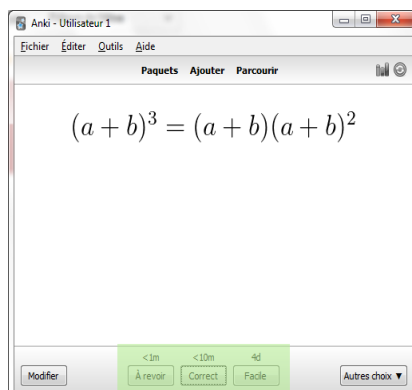 Anki - Utilisateur 1
Fichier Éditer Outils Aide
Paquets Ajouter Parcourir
(a + b)³ = (a + b)(a + b)²
<1m <10m 4d
Modifier À revoir Correct Facile Autres choix ▼